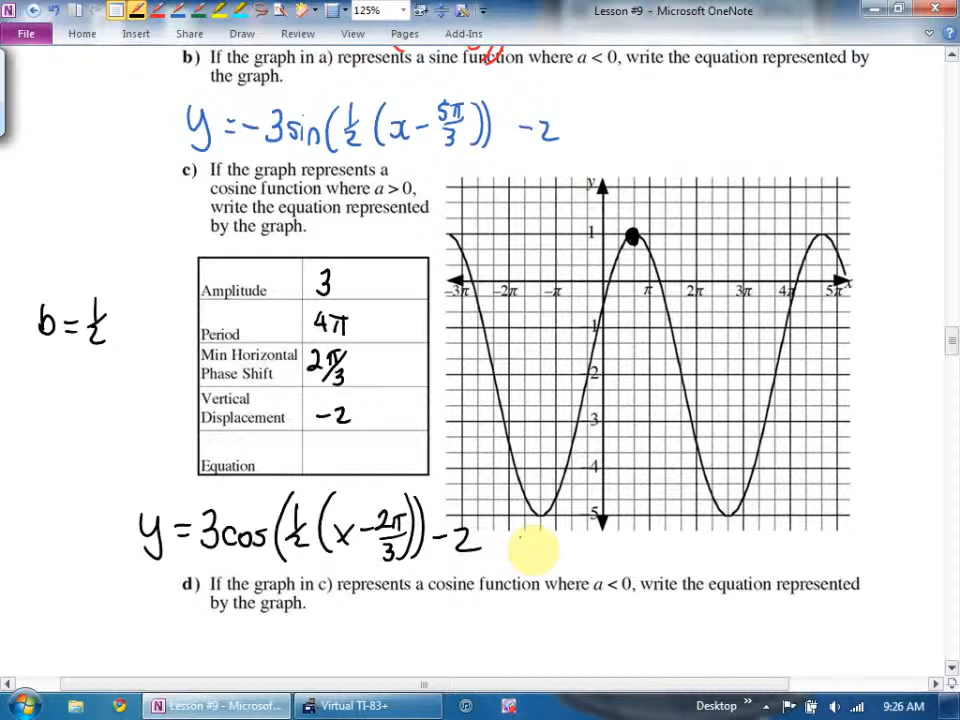 Lesson #9 - Microsoft OneNote
125%
File Home Insert Share Draw Review View Pages Add-Ins
b) If the graph in a) represents a sine function where a < 0, write the equation represented by
the graph.
y = -3sin(1/2 (x - 5π/3)) -2
c) If the graph represents a
cosine function where a > 0,
write the equation represented
by the graph.
y
1
-3π -2π -π π 2π 3π 4π 5π x
-1
-2
-3
-4
-5
Amplitude 3
Period 4π
Min Horizontal
Phase Shift 2π/3
Vertical
Displacement -2
Equation
b = 1/2
y = 3cos(1/2 (x - 2π/3)) -2
d) If the graph in c) represents a cosine function where a < 0, write the equation represented
by the graph.
Lesson #9 - Microso...
Virtual TI-83+
Desktop
9:26 AM